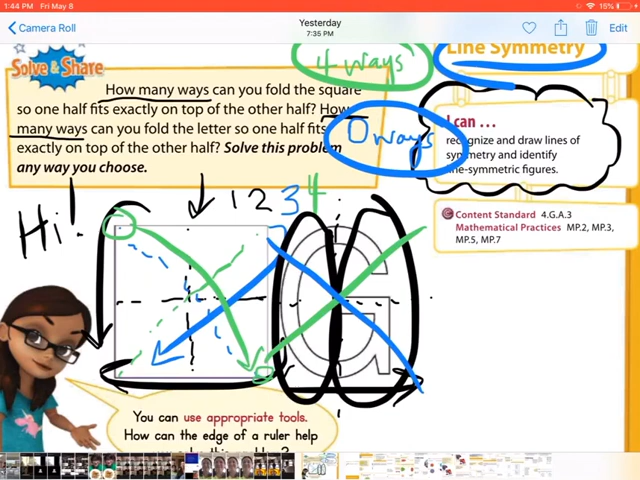 1:44 PM Fri May 8
15%
Camera Roll
Yesterday
7:35 PM
Edit
4 ways
Line Symmetry
Solve & Share
How many ways can you fold the square
so one half fits exactly on top of the other half? How
many ways can you fold the letter so one half fits
exactly on top of the other half? Solve this problem
any way you choose.
0 ways
I can ...
recognize and draw lines of
symmetry and identify
line-symmetric figures.
Content Standard 4.G.A.3
Mathematical Practices MP.2, MP.3,
MP.5, MP.7
Hi!
1 2 3 4
G
You can use appropriate tools.
How can the edge of a ruler help